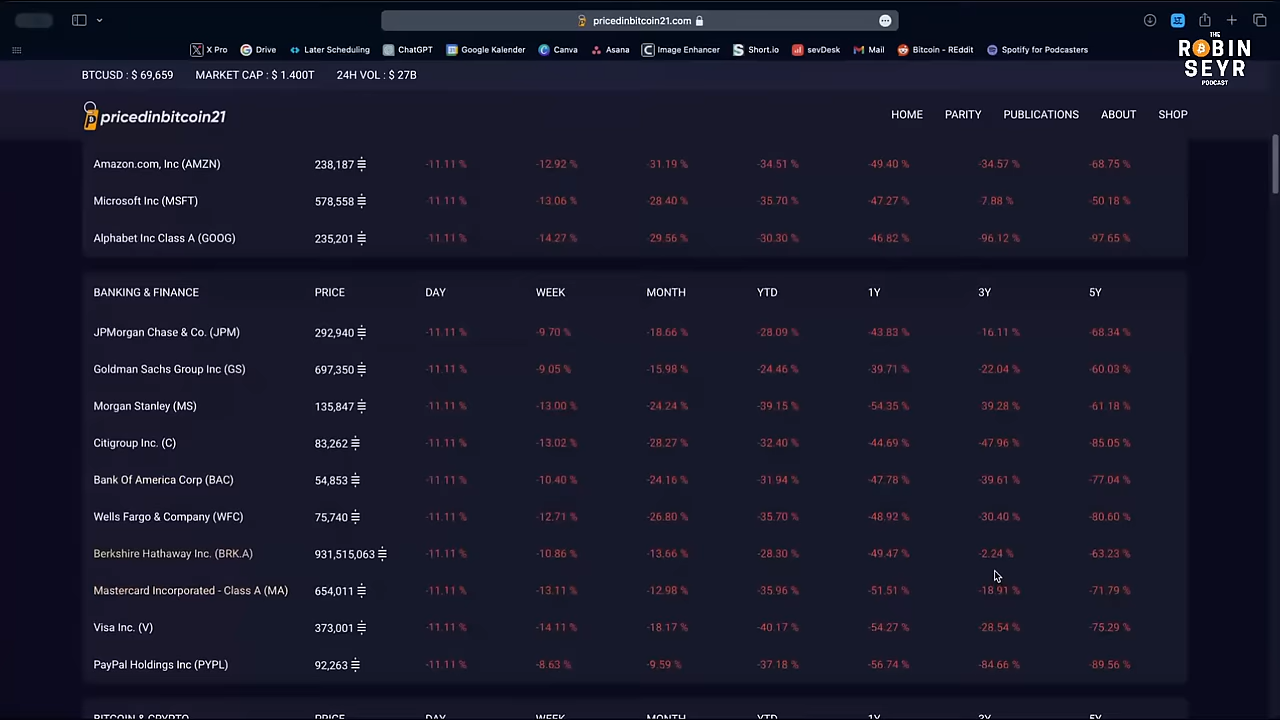 pricedinbitcoin21.com
X Pro Drive Later Scheduling ChatGPT Google Kalender Canva Asana Image Enhancer Short.io sevDesk Mail Bitcoin - REddit Spotify for Podcasters
THE
ROBIN
SEYR
PODCAST
BTCUSD : $ 69,659 MARKET CAP : $ 1.400T 24H VOL : $ 27B
pricedinbitcoin21 HOME PARITY PUBLICATIONS ABOUT SHOP
Amazon.com, Inc (AMZN) 238,187 -11.11 % -12.92 % -31.19 % -34.51 % -49.40 % -34.57 % -68.75 %
Microsoft Inc (MSFT) 578,558 -11.11 % -13.06 % -28.40 % -35.70 % -47.27 % -7.88 % -50.18 %
Alphabet Inc Class A (GOOG) 235,201 -11.11 % -14.27 % -29.56 % -30.30 % -46.82 % -96.12 % -97.65 %
BANKING & FINANCE PRICE DAY WEEK MONTH YTD 1Y 3Y 5Y
JPMorgan Chase & Co. (JPM) 292,940 -11.11 % -9.70 % -18.66 % -28.09 % -43.83 % -16.11 % -68.34 %
Goldman Sachs Group Inc (GS) 697,350 -11.11 % -9.05 % -15.98 % -24.46 % -39.71 % -22.04 % -60.03 %
Morgan Stanley (MS) 135,847 -11.11 % -13.00 % -24.24 % -39.15 % -54.35 % -39.28 % -61.18 %
Citigroup Inc. (C) 83,262 -11.11 % -13.02 % -28.27 % -32.40 % -44.69 % -47.96 % -85.05 %
Bank Of America Corp (BAC) 54,853 -11.11 % -10.40 % -24.16 % -31.94 % -47.78 % -39.61 % -77.04 %
Wells Fargo & Company (WFC) 75,740 -11.11 % -12.71 % -26.80 % -35.70 % -48.92 % -30.40 % -80.60 %
Berkshire Hathaway Inc. (BRK.A) 931,515,063 -11.11 % -10.86 % -13.66 % -28.30 % -49.47 % -2.24 % -63.23 %
Mastercard Incorporated - Class A (MA) 654,011 -11.11 % -13.11 % -12.98 % -35.96 % -51.51 % -18.91 % -71.79 %
Visa Inc. (V) 373,001 -11.11 % -14.11 % -18.17 % -40.17 % -54.27 % -28.54 % -75.29 %
PayPal Holdings Inc (PYPL) 92,263 -11.11 % -8.63 % -9.59 % -37.18 % -56.74 % -84.66 % -89.56 %
BITCOIN & CRYPTO PRICE DAY WEEK MONTH YTD 1Y 3Y 5Y